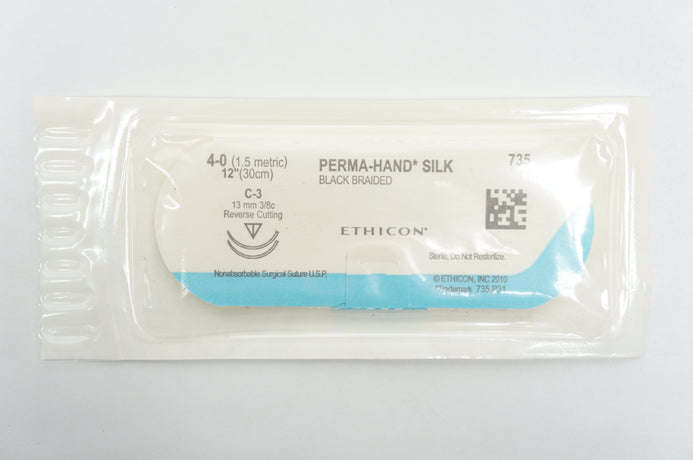 4-0 (1.5 metric)
12"(30cm)
C-3
13 mm 3/8c
Reverse Cutting
Nonabsorbable Surgical Suture U.S.P.
PERMA-HAND* SILK
BLACK BRAIDED
ETHICON*
735
Sterile, Do Not Resterilize.
© ETHICON, INC 2010
*Trademark 735.P31